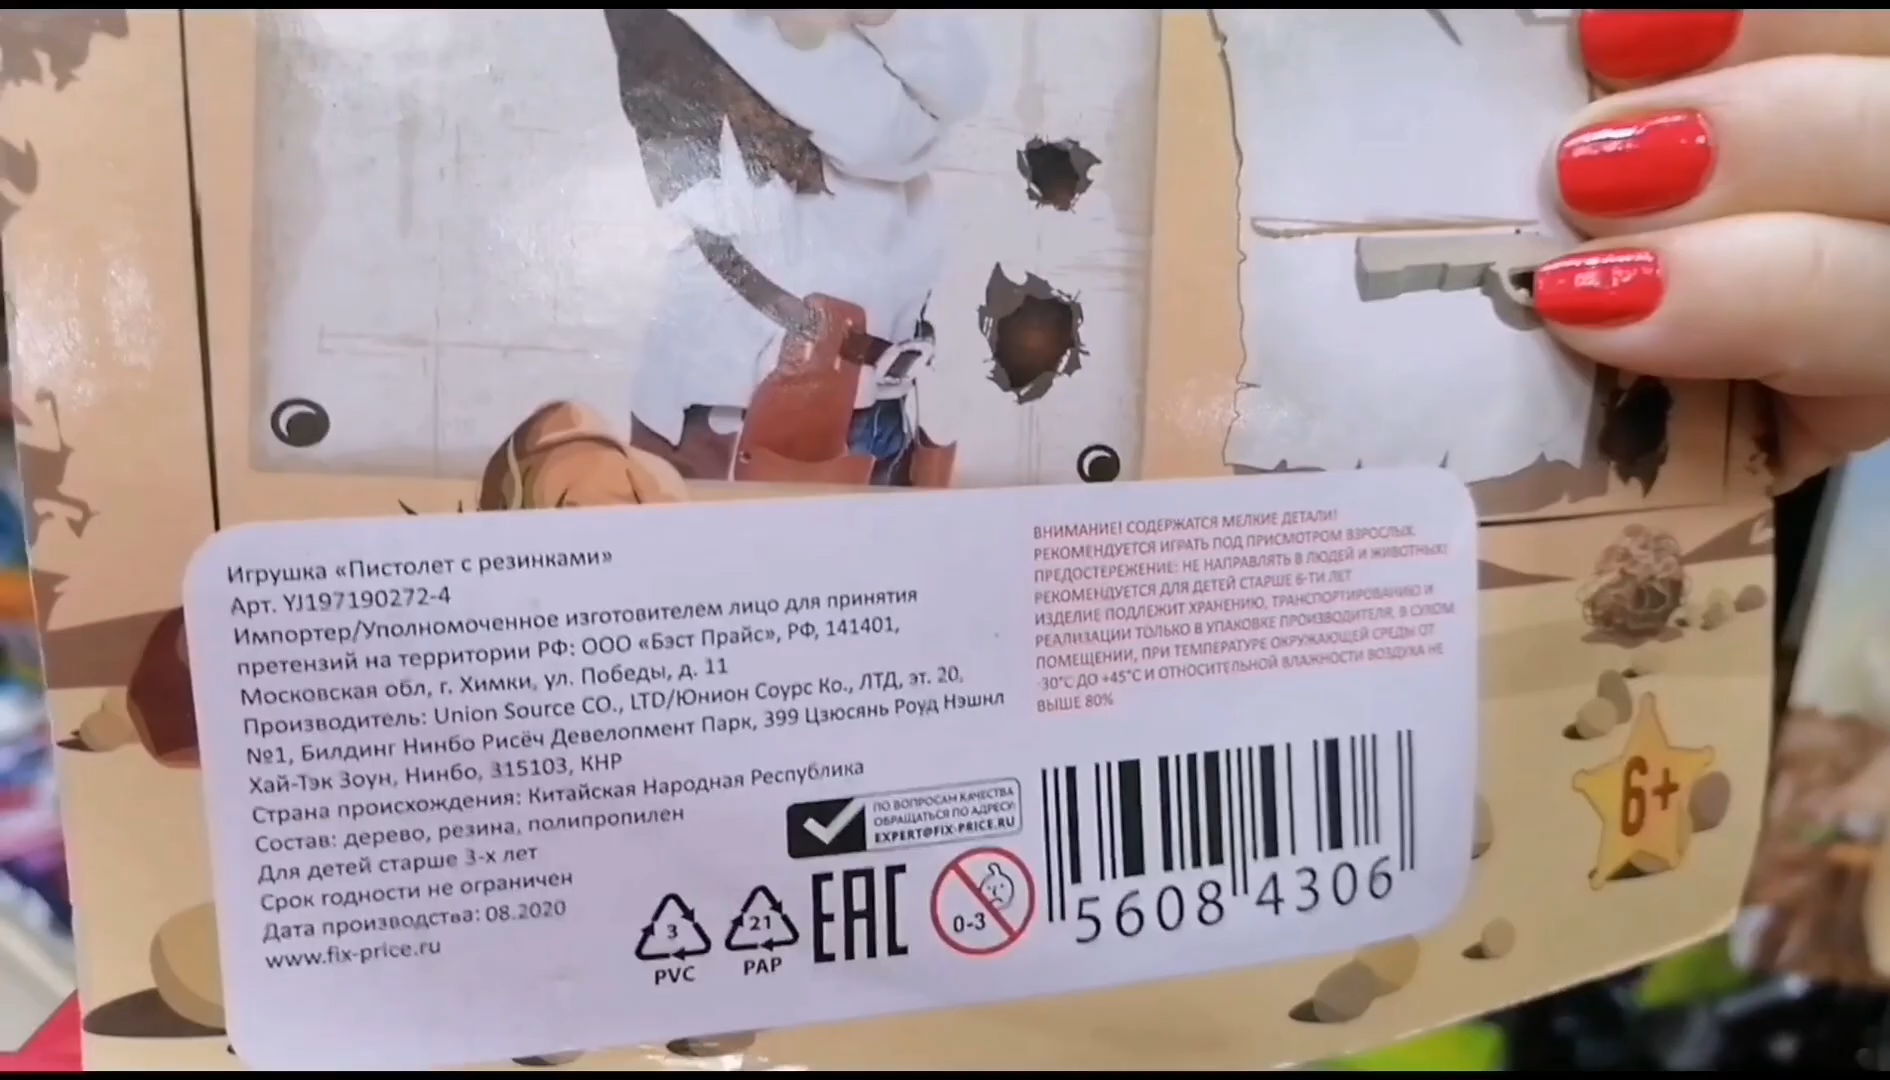 Игрушка «Пистолет с резинками»
Арт. YJ197190272-4
Импортер/Уполномоченное изготовителем лицо для принятия
претензий на территории РФ: ООО «Бэст Прайс», РФ, 141401,
Московская обл, г. Химки, ул. Победы, д. 11
Производитель: Union Source CO., LTD/Юнион Соурс Ко., ЛТД, эт. 20,
№1, Билдинг Нинбо Рисёч Девелопмент Парк, 399 Цзюсянь Роуд Нэшнл
Хай-Тэк Зоун, Нинбо, 315103, КНР
Страна происхождения: Китайская Народная Республика
Состав: дерево, резина, полипропилен
Для детей старше 3-х лет
Срок годности не ограничен
Дата производства: 08.2020
www.fix-price.ru
ВНИМАНИЕ! СОДЕРЖАТСЯ МЕЛКИЕ ДЕТАЛИ!
РЕКОМЕНДУЕТСЯ ИГРАТЬ ПОД ПРИСМОТРОМ ВЗРОСЛЫХ.
ПРЕДОСТЕРЕЖЕНИЕ: НЕ НАПРАВЛЯТЬ В ЛЮДЕЙ И ЖИВОТНЫХ!
РЕКОМЕНДУЕТСЯ ДЛЯ ДЕТЕЙ СТАРШЕ 6-ТИ ЛЕТ
ИЗДЕЛИЕ ПОДЛЕЖИТ ХРАНЕНИЮ, ТРАНСПОРТИРОВАНИЮ И
РЕАЛИЗАЦИИ ТОЛЬКО В УПАКОВКЕ ПРОИЗВОДИТЕЛЯ, В СУХОМ
ПОМЕЩЕНИИ, ПРИ ТЕМПЕРАТУРЕ ОКРУЖАЮЩЕЙ СРЕДЫ ОТ
-30°С ДО +45°С И ОТНОСИТЕЛЬНОЙ ВЛАЖНОСТИ ВОЗДУХА НЕ
ВЫШЕ 80%
ПО ВОПРОСАМ КАЧЕСТВА
ОБРАЩАТЬСЯ ПО АДРЕСУ:
EXPERT@FIX-PRICE.RU
3
PVC
21
PAP
EAC
0-3
5608 4306
6+